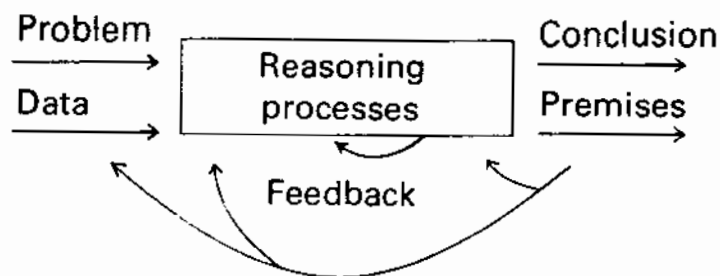 Problem
Data
Reasoning
processes
Conclusion
Premises
Feedback